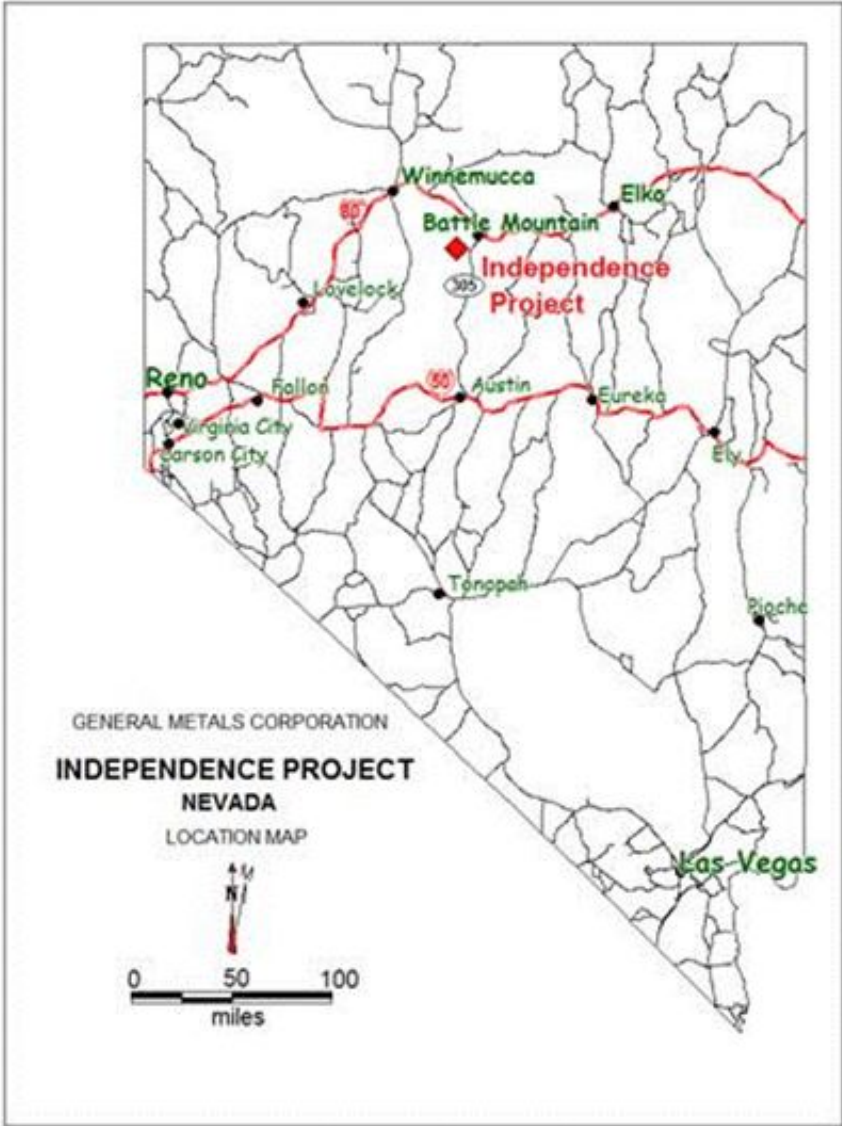 Winnemucca
Elko
80
Battle Mountain
Independence
Project
305
Lovelock
Reno
Fallon
50
Austin
Eureka
Virginia City
Carson City
Ely
Tonopah
Pioche
GENERAL METALS CORPORATION
INDEPENDENCE PROJECT
NEVADA
LOCATION MAP
Las Vegas
N
0 50 100
miles